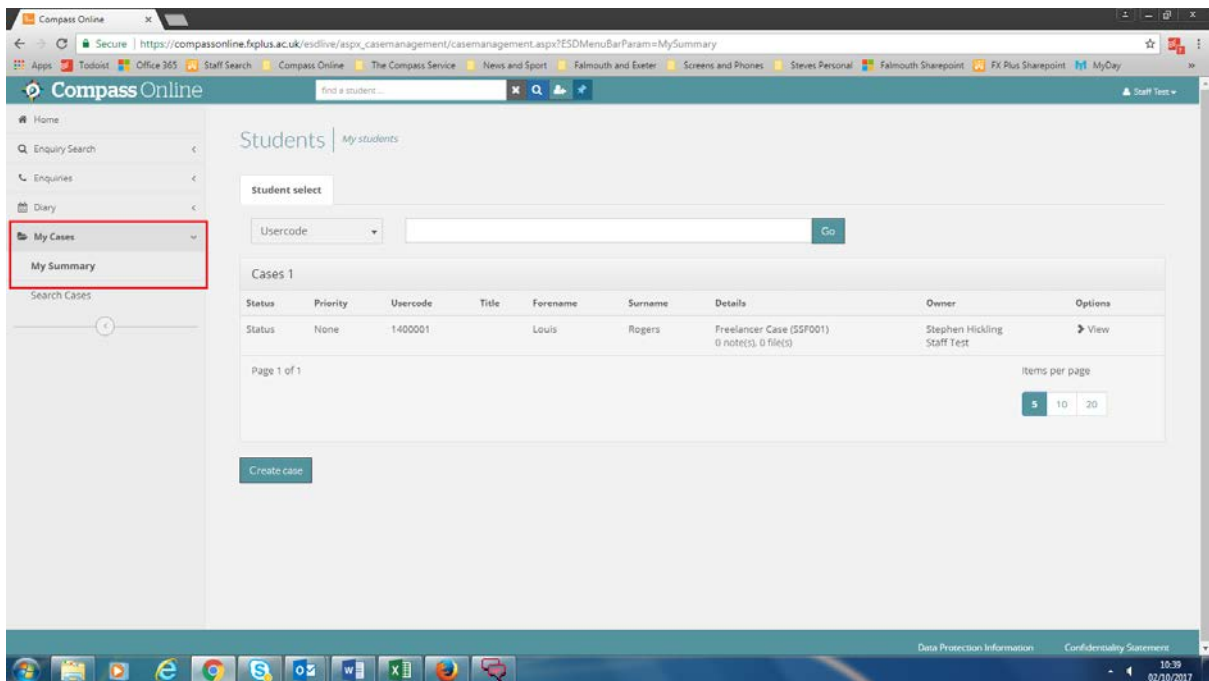 Compass Online
Secure | https://compassonline.fxplus.ac.uk/esdlive/aspx_casemanagement/casemanagement.aspx?ESDMenuBarParam=MySummary
Apps Todoist Office 365 Staff Search Compass Online The Compass Service News and Sport Falmouth and Exeter Screens and Phones Steves Personal Falmouth Sharepoint FX Plus Sharepoint MyDay
Compass Online find a student ... Staff Test
Home
Enquiry Search
Enquiries
Diary
My Cases
My Summary
Search Cases
Students | My students
Student select
Usercode Go
Cases 1
Status Priority Usercode Title Forename Surname Details Owner Options
Status None 1400001 Louis Rogers Freelancer Case (SSF001) Stephen Hickling View
0 note(s), 0 file(s) Staff Test
Page 1 of 1 Items per page
5 10 20
Create case
Data Protection Information Confidentiality Statement
10:39
02/10/2017